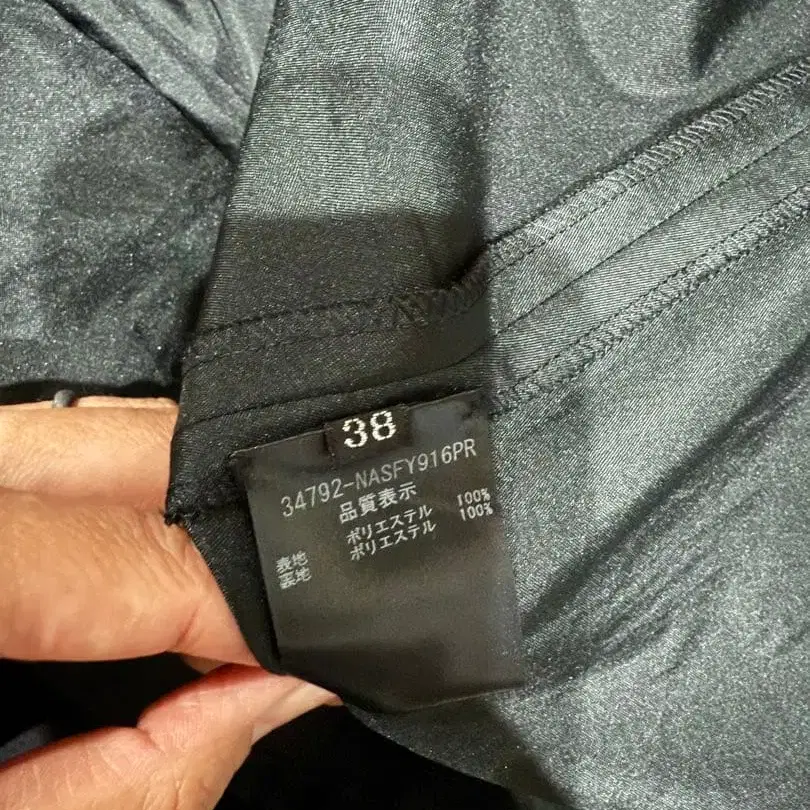 38
34792-NASFY916PR
品質表示
表地 ポリエステル 100%
裏地 ポリエステル 100%